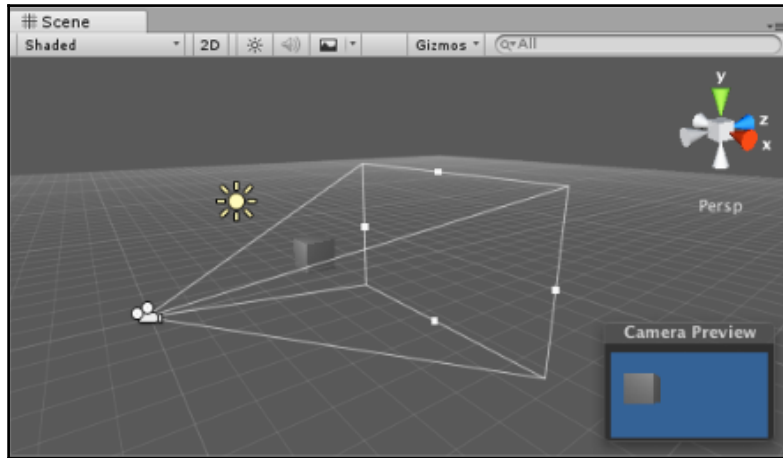 Scene
Shaded 2D Gizmos All
y
z
x
Persp
Camera Preview